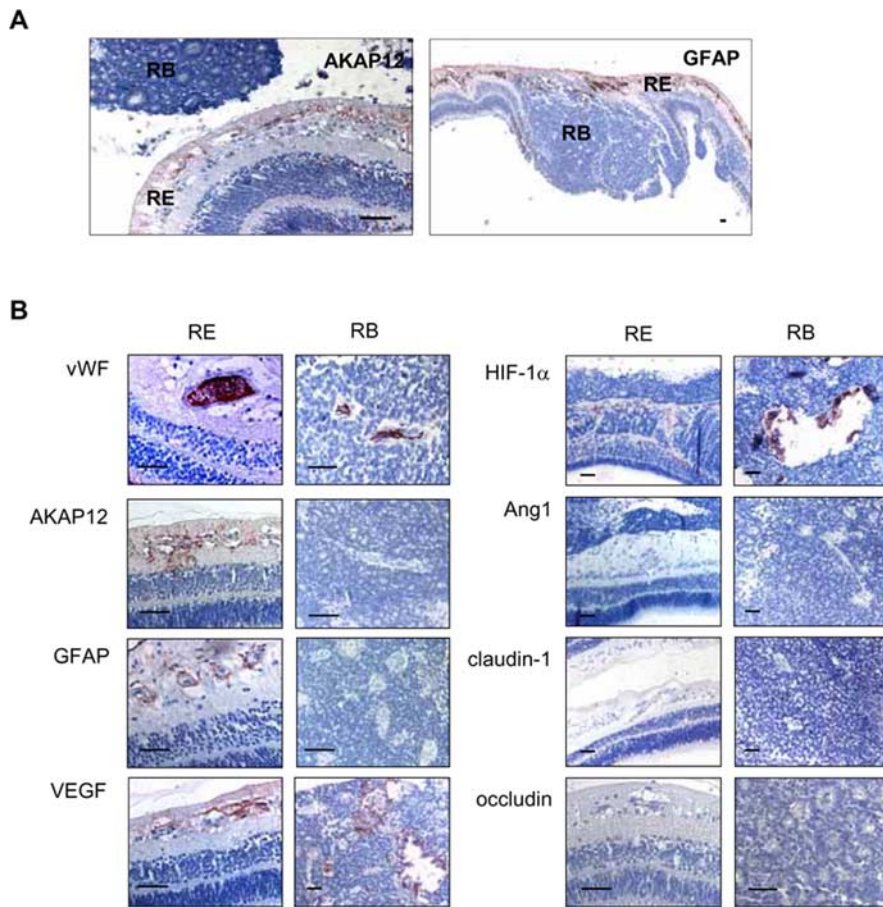 A
RB
AKAP12
RE
GFAP
RE
RB
B
RE
RB
RE
RB
vWF
HIF-1α
AKAP12
Ang1
GFAP
claudin-1
VEGF
occludin